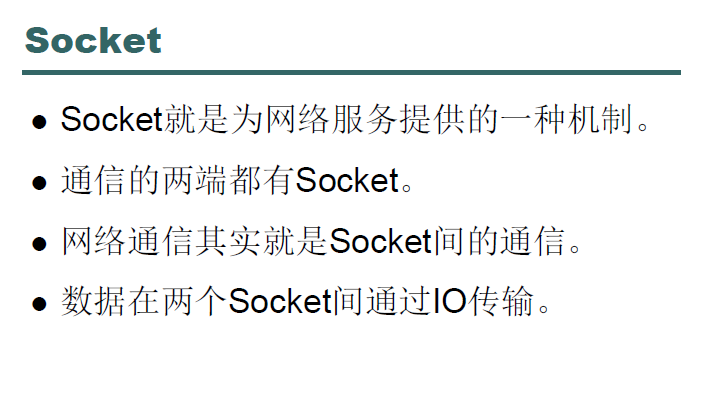 Socket
● Socket就是为网络服务提供的一种机制。
● 通信的两端都有Socket。
● 网络通信其实就是Socket间的通信。
● 数据在两个Socket间通过IO传输。